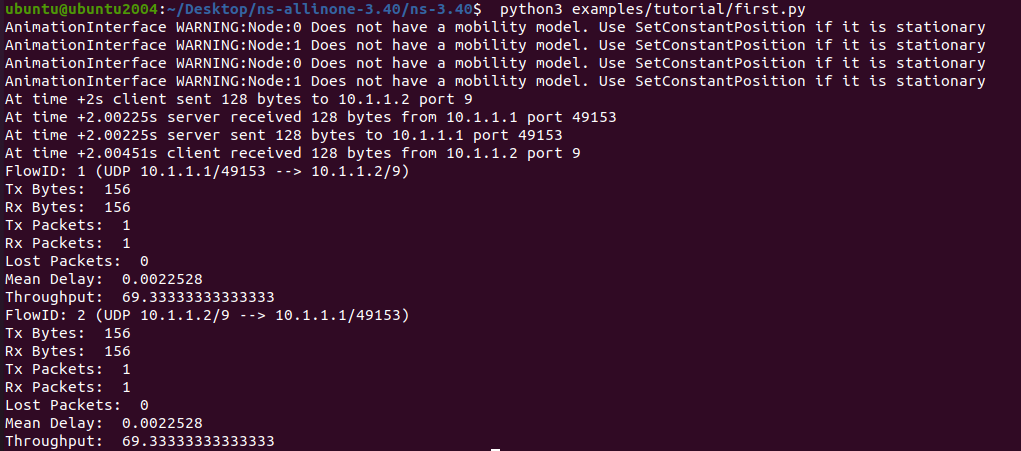 ubuntu@ubuntu2004:~/Desktop/ns-allinone-3.40/ns-3.40$  python3 examples/tutorial/first.py
AnimationInterface WARNING:Node:0 Does not have a mobility model. Use SetConstantPosition if it is stationary
AnimationInterface WARNING:Node:1 Does not have a mobility model. Use SetConstantPosition if it is stationary
AnimationInterface WARNING:Node:0 Does not have a mobility model. Use SetConstantPosition if it is stationary
AnimationInterface WARNING:Node:1 Does not have a mobility model. Use SetConstantPosition if it is stationary
At time +2s client sent 128 bytes to 10.1.1.2 port 9
At time +2.00225s server received 128 bytes from 10.1.1.1 port 49153
At time +2.00225s server sent 128 bytes to 10.1.1.1 port 49153
At time +2.00451s client received 128 bytes from 10.1.1.2 port 9
FlowID: 1 (UDP 10.1.1.1/49153 --> 10.1.1.2/9)
Tx Bytes:  156
Rx Bytes:  156
Tx Packets:  1
Rx Packets:  1
Lost Packets:  0
Mean Delay:  0.0022528
Throughput:  69.33333333333333
FlowID: 2 (UDP 10.1.1.2/9 --> 10.1.1.1/49153)
Tx Bytes:  156
Rx Bytes:  156
Tx Packets:  1
Rx Packets:  1
Lost Packets:  0
Mean Delay:  0.0022528
Throughput:  69.33333333333333